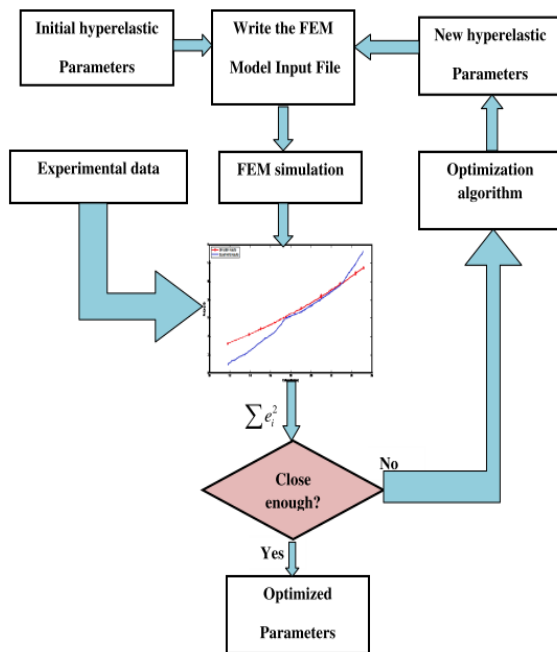 Initial hyperelastic
Parameters
Write the FEM
Model Input File
New hyperelastic
Parameters
Experimental data
FEM simulation
Optimization
algorithm
∑ e_i^2
Close
enough?
No
Yes
Optimized
Parameters